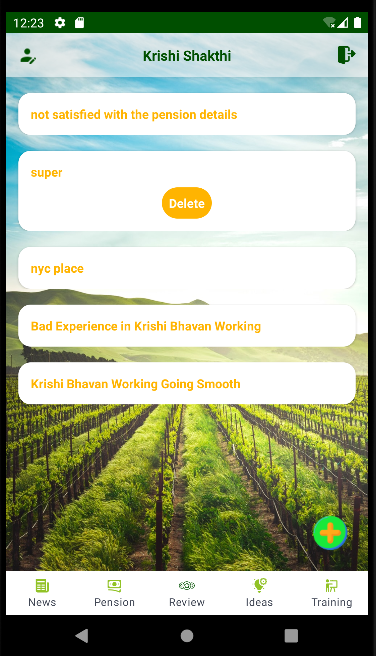 12:23
Krishi Shakthi
not satisfied with the pension details
super
Delete
nyc place
Bad Experience in Krishi Bhavan Working
Krishi Bhavan Working Going Smooth
News Pension Review Ideas Training